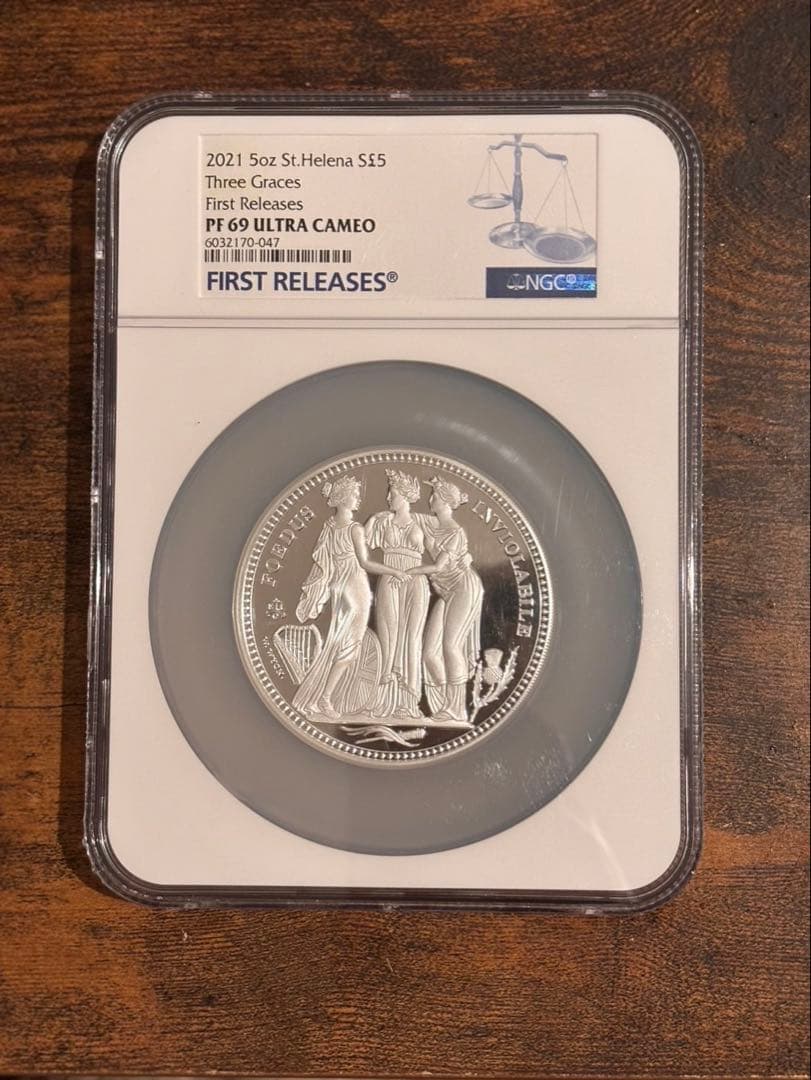 2021 5oz St.Helena S£5
Three Graces
First Releases
PF 69 ULTRA CAMEO
6032170-047
FIRST RELEASES®
NGC®
FOEDUS INVIOLABILE